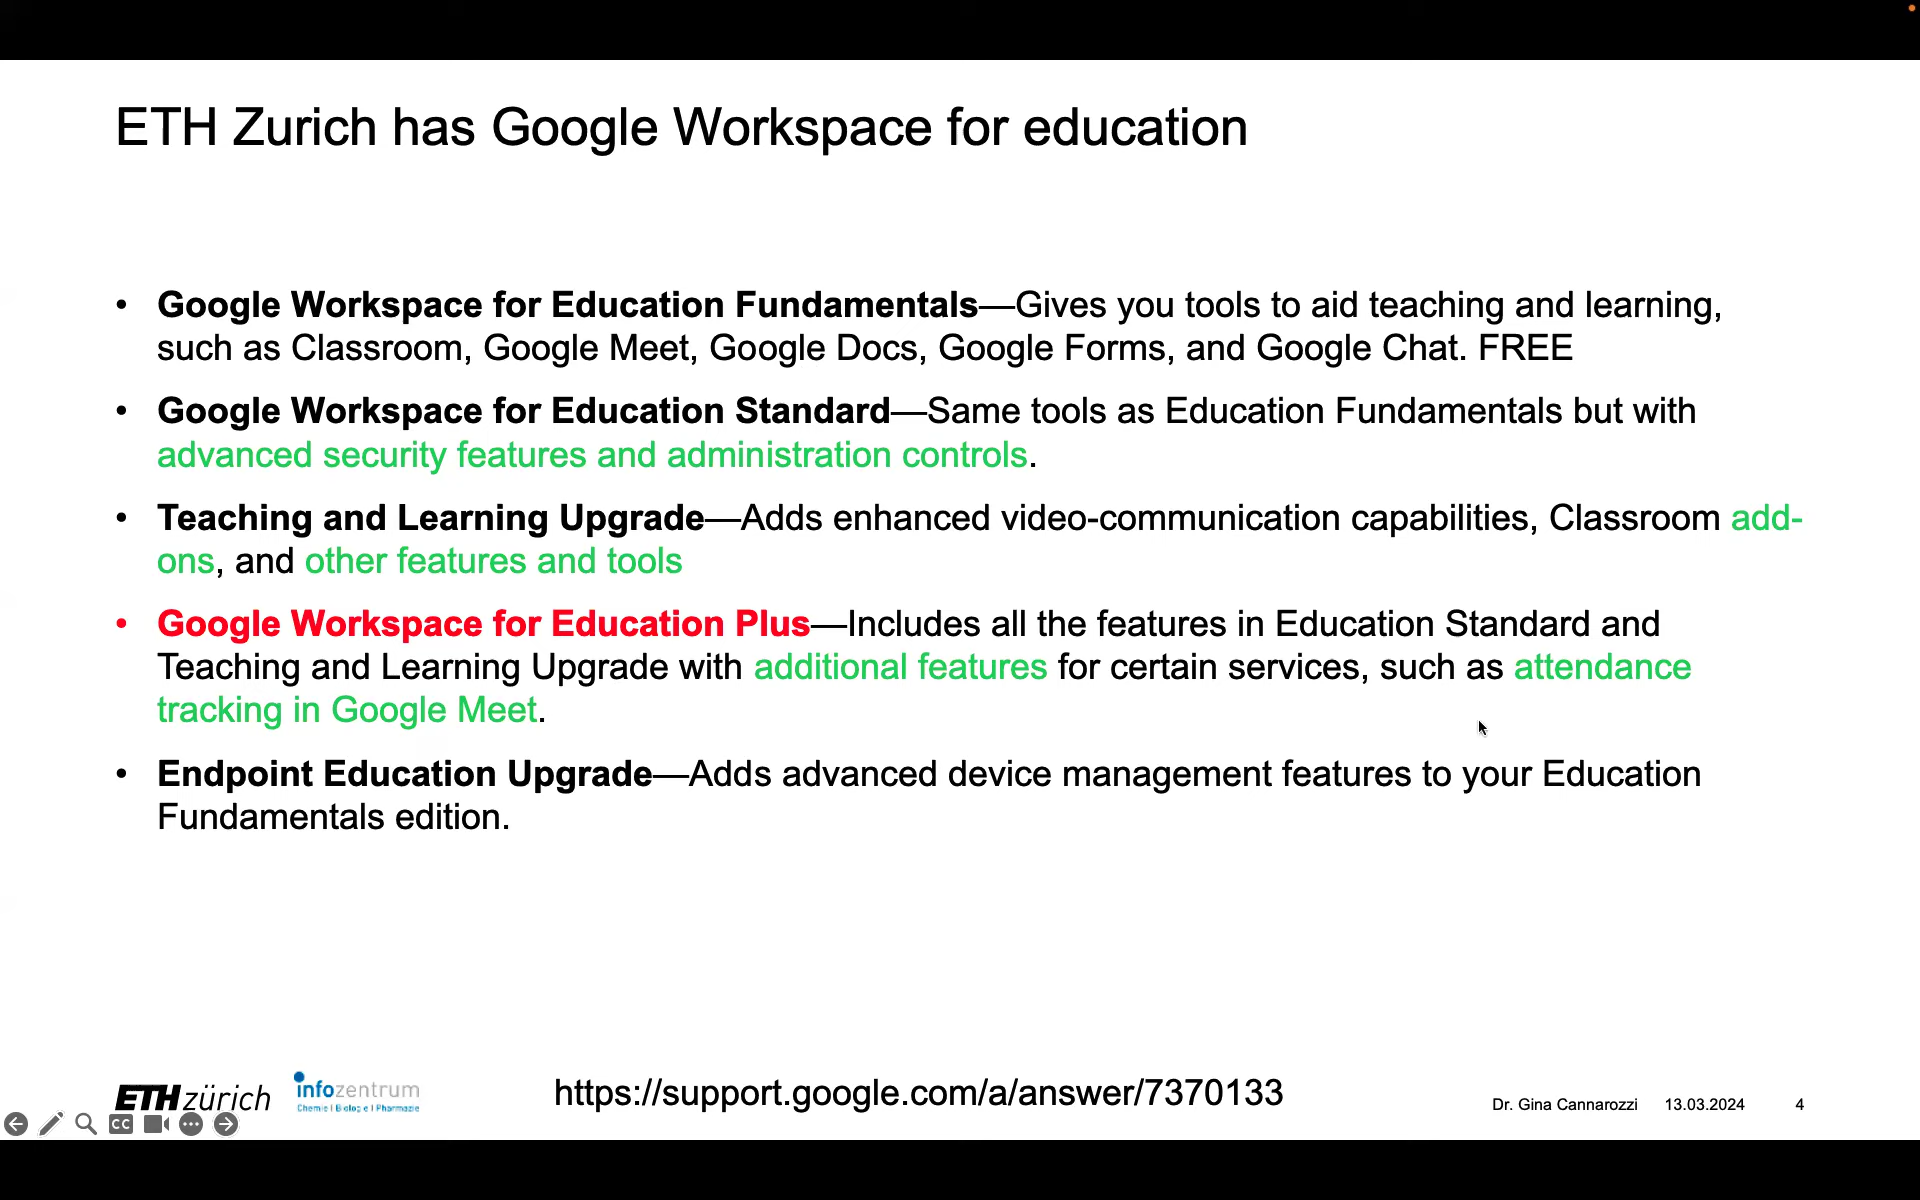 ETH Zurich has Google Workspace for education
• Google Workspace for Education Fundamentals—Gives you tools to aid teaching and learning,
such as Classroom, Google Meet, Google Docs, Google Forms, and Google Chat. FREE
• Google Workspace for Education Standard—Same tools as Education Fundamentals but with
advanced security features and administration controls.
• Teaching and Learning Upgrade—Adds enhanced video-communication capabilities, Classroom add-
ons, and other features and tools
• Google Workspace for Education Plus—Includes all the features in Education Standard and
Teaching and Learning Upgrade with additional features for certain services, such as attendance
tracking in Google Meet.
• Endpoint Education Upgrade—Adds advanced device management features to your Education
Fundamentals edition.
ETH zürich
infozentrum
Chemie | Biologie | Pharmazie
https://support.google.com/a/answer/7370133
Dr. Gina Cannarozzi 13.03.2024 4
CC